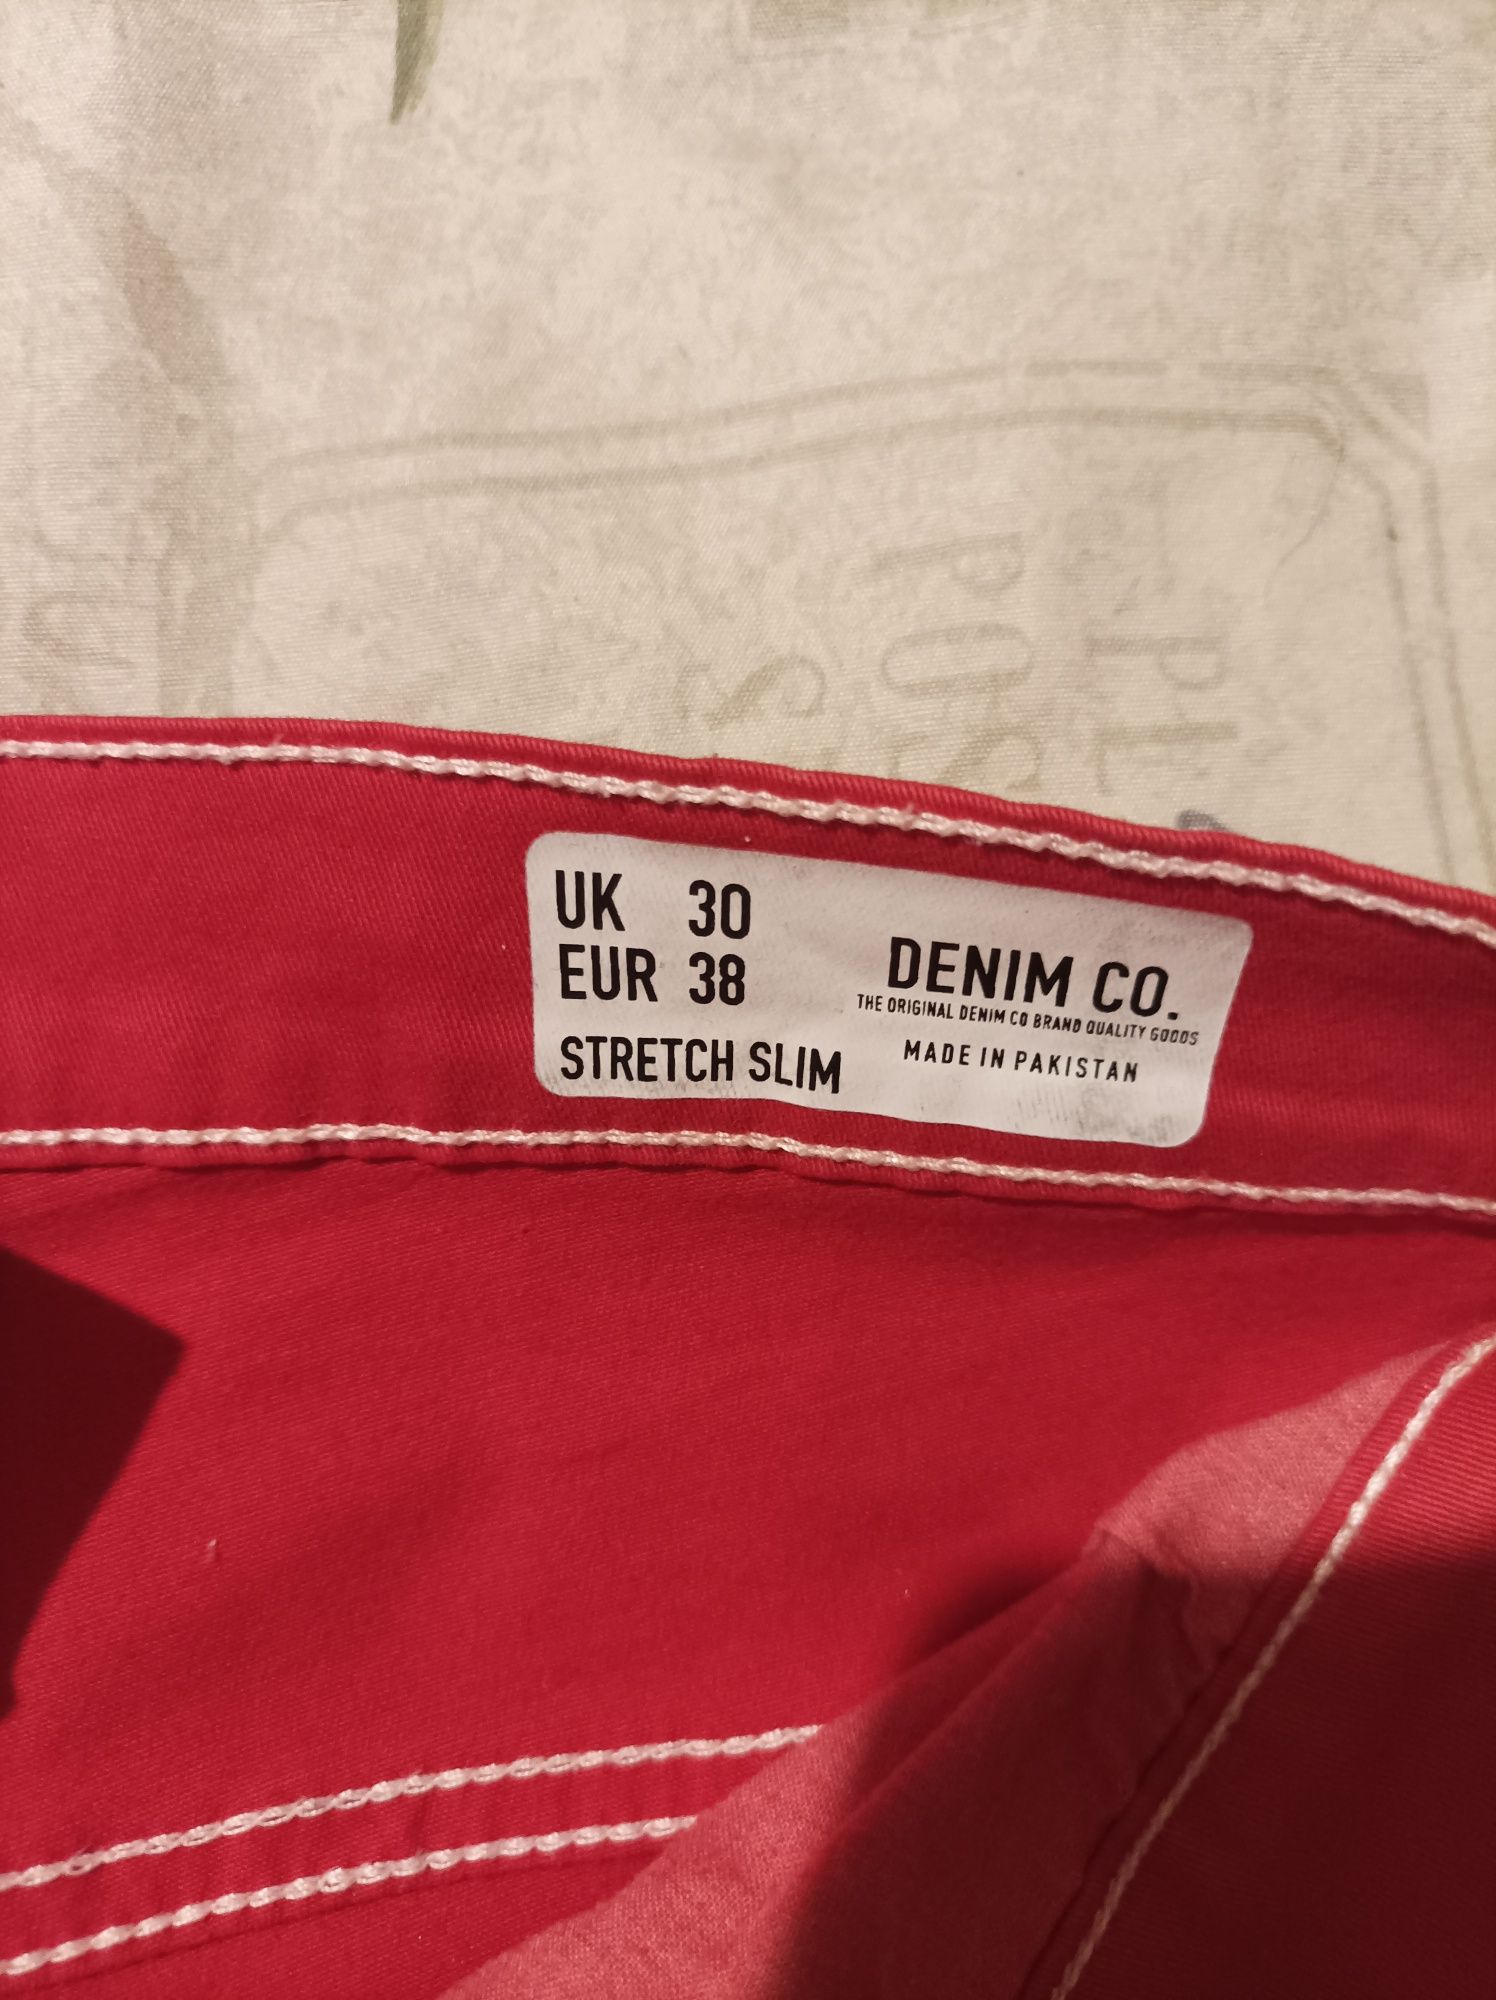 UK 30
EUR 38
STRETCH SLIM
DENIM CO.
THE ORIGINAL DENIM CO BRAND QUALITY GOODS
MADE IN PAKISTAN